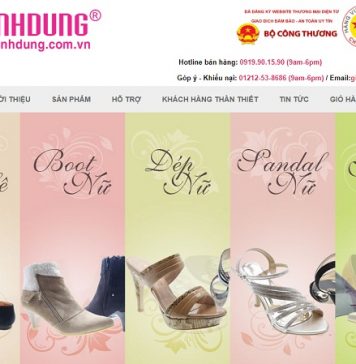 NHDUNG®
nhdung.com.vn
ĐÃ ĐĂNG KÝ WEBSITE THƯƠNG MẠI ĐIỆN TỬ
GIAO DỊCH ĐẢM BẢO - AN TOÀN UY TÍN
BỘ CÔNG THƯƠNG
Hotline bán hàng: 0919.90.15.90 (9am-6pm)
Góp ý - Khiếu nại: 01212-53-8686 (9am-6pm) / Email:g
ỚI THIỆU SẢN PHẨM HỖ TRỢ KHÁCH HÀNG THÂN THIẾT TIN TỨC GIỎ HÀ
ê Boot Dép Sandal
Nữ Nữ Nữ